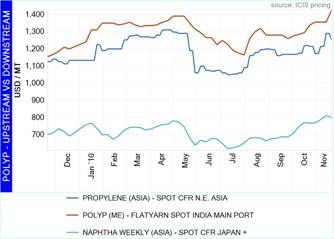 source: ICIS pricing
POLYP - UPSTREAM VS DOWNSTREAM
USD / MT
1,400
1,300
1,200
1,100
1,000
900
800
700
Dec Jan '10 Feb Mar Apr May Jun Jul Aug Sep Oct Nov
PROPYLENE (ASIA) - SPOT CFR N.E. ASIA
POLYP (ME) - FLATYARN SPOT INDIA MAIN PORT
NAPHTHA WEEKLY (ASIA) - SPOT CFR JAPAN +